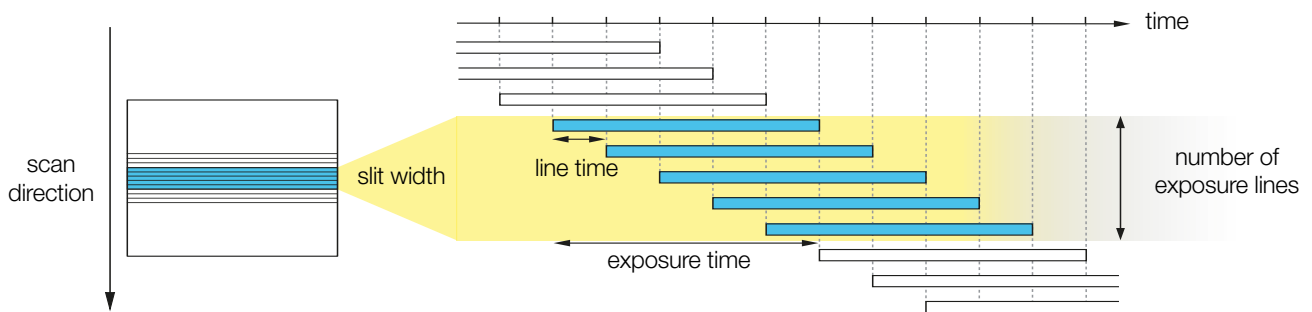 time
scan
direction
slit width
line time
number of
exposure lines
exposure time